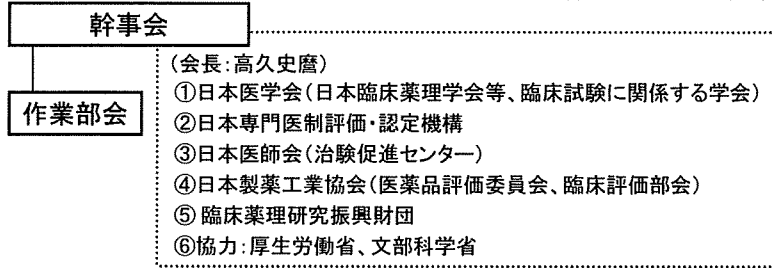 幹事会
作業部会
(会長:高久史麿)
①日本医学会(日本臨床薬理学会等、臨床試験に関係する学会)
②日本専門医制評価・認定機構
③日本医師会(治験促進センター)
④日本製薬工業協会(医薬品評価委員会、臨床評価部会)
⑤臨床薬理研究振興財団
⑥協力:厚生労働省、文部科学省